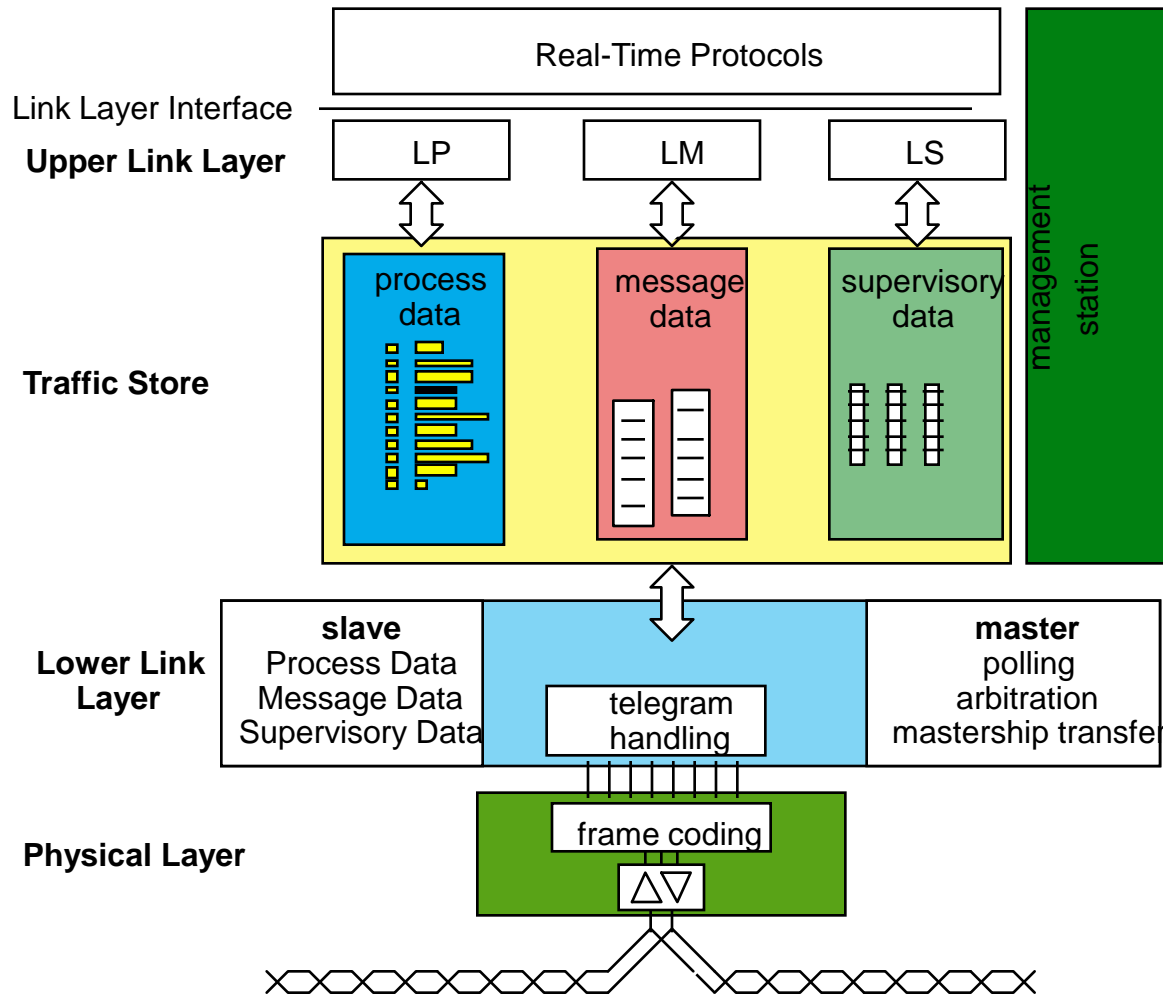 Real-Time Protocols
Link Layer Interface
Upper Link Layer
LP
LM
LS
management
station
process
data
message
data
supervisory
data
Traffic Store
Lower Link
Layer
slave
Process Data
Message Data
Supervisory Data
telegram
handling
master
polling
arbitration
mastership transfer
Physical Layer
frame coding